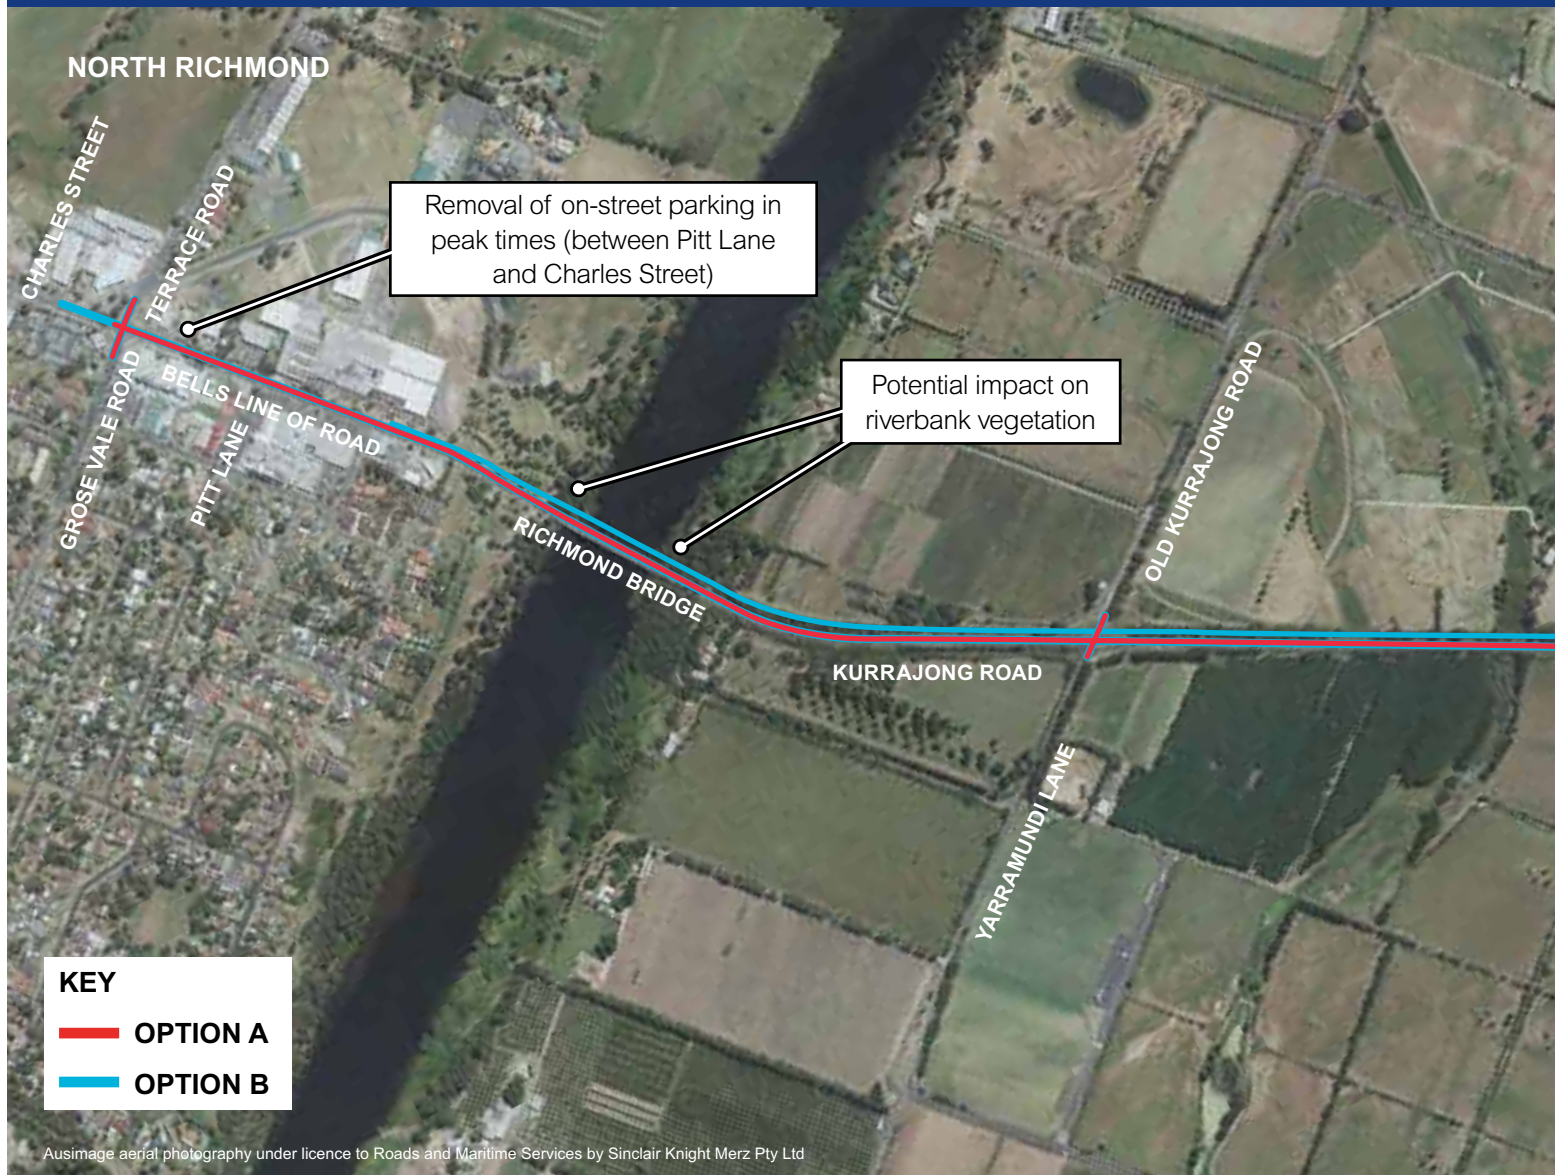 NORTH RICHMOND
CHARLES STREET
TERRACE ROAD
Removal of on-street parking in
peak times (between Pitt Lane
and Charles Street)
Potential impact on
riverbank vegetation
BELLS LINE OF ROAD
GROSE VALE ROAD
PITT LANE
RICHMOND BRIDGE
OLD KURRAJONG ROAD
KURRAJONG ROAD
YARRAMUNDI LANE
KEY
OPTION A
OPTION B
Ausimage aerial photography under licence to Roads and Maritime Services by Sinclair Knight Merz Pty Ltd